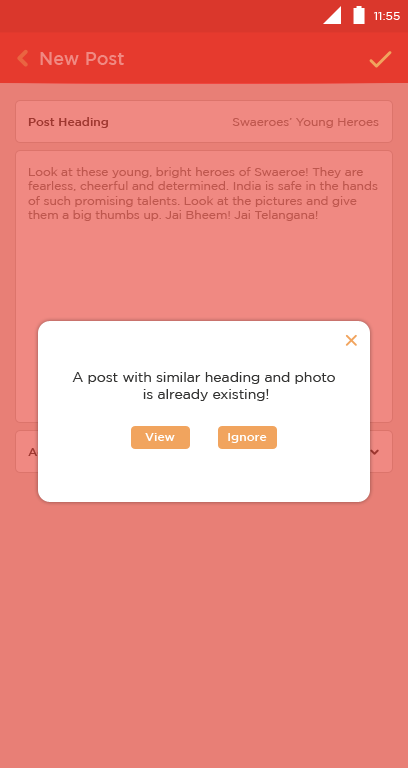 11:55
New Post
Post Heading Swaeroes' Young Heroes
Look at these young, bright heroes of Swaeroe! They are
fearless, cheerful and determined. India is safe in the hands
of such promising talents. Look at the pictures and give
them a big thumbs up. Jai Bheem! Jai Telangana!
A post with similar heading and photo
is already existing!
View Ignore